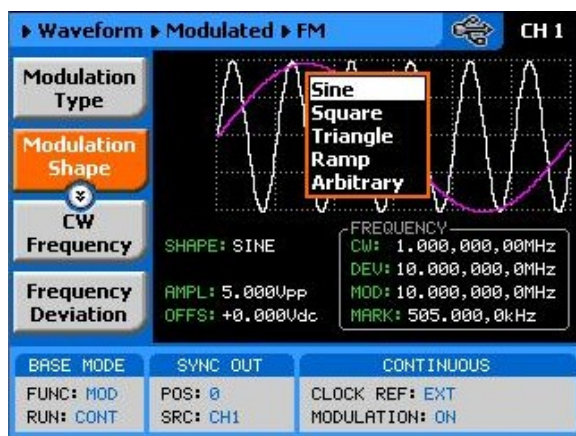 Waveform Modulated FM CH 1
Modulation
Type
Modulation
Shape
CW
Frequency
Frequency
Deviation
Sine
Square
Triangle
Ramp
Arbitrary
SHAPE: SINE
AMPL: 5.000Vpp
OFFS: +0.000Vdc
FREQUENCY
CW: 1.000,000,00MHz
DEV: 10.000,000,0MHz
MOD: 10.000,000,0MHz
MARK: 505.000,0kHz
BASE MODE
FUNC: MOD
RUN: CONT
SYNC OUT
POS: 0
SRC: CH1
CONTINUOUS
CLOCK REF: EXT
MODULATION: ON